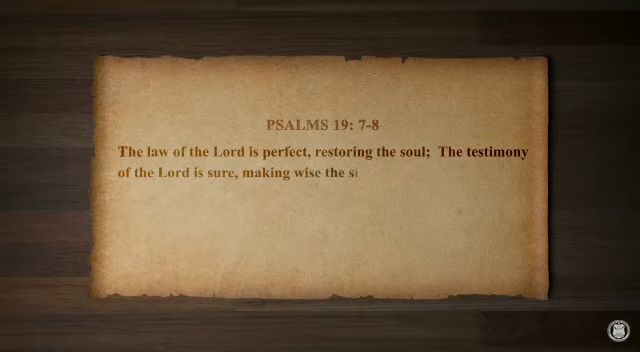 PSALMS 19: 7-8
The law of the Lord is perfect, restoring the soul;  The testimony
of the Lord is sure, making wise the si